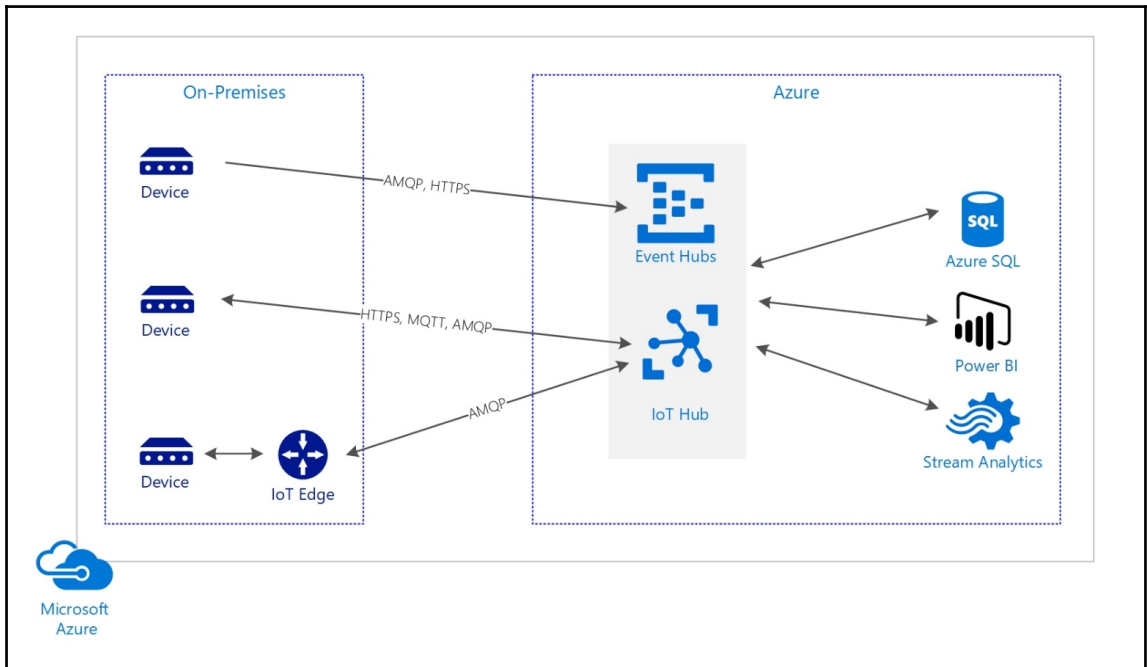 On-Premises
Azure
Device
AMQP, HTTPS
Event Hubs
SQL
Azure SQL
Device
HTTPS, MQTT, AMQP
Power BI
IoT Hub
AMQP
Device
IoT Edge
Stream Analytics
Microsoft
Azure